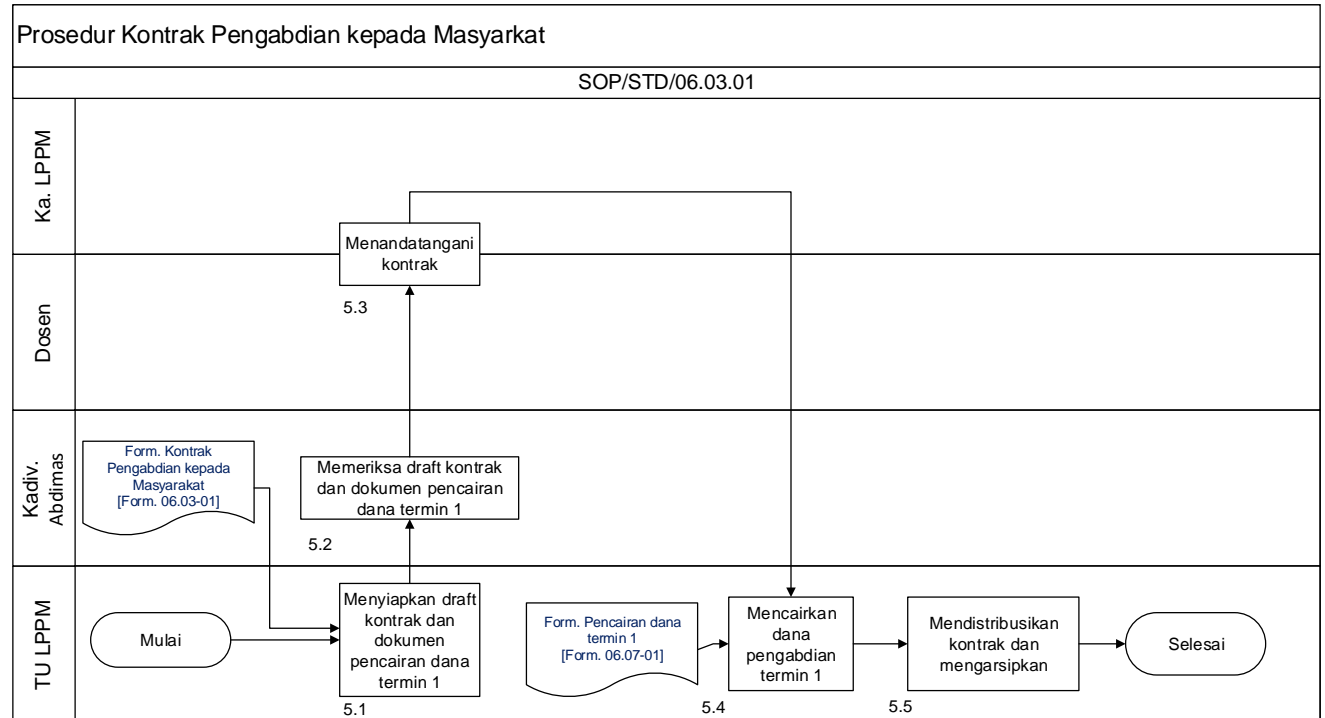 Prosedur Kontrak Pengabdian kepada Masyarkat
SOP/STD/06.03.01
Ka. LPPM
Menandatangani
kontrak
5.3
Dosen
Kadiv.
Abdimas
Form. Kontrak
Pengabdian kepada
Masyarakat
[Form. 06.03-01]
Memeriksa draft kontrak
dan dokumen pencairan
dana termin 1
5.2
TU LPPM
Mulai
Menyiapkan draft
kontrak dan
dokumen
pencairan dana
termin 1
5.1
Form. Pencairan dana
termin 1
[Form. 06.07-01]
Mencairkan
dana
pengabdian
termin 1
5.4
Mendistribusikan
kontrak dan
mengarsipkan
5.5
Selesai